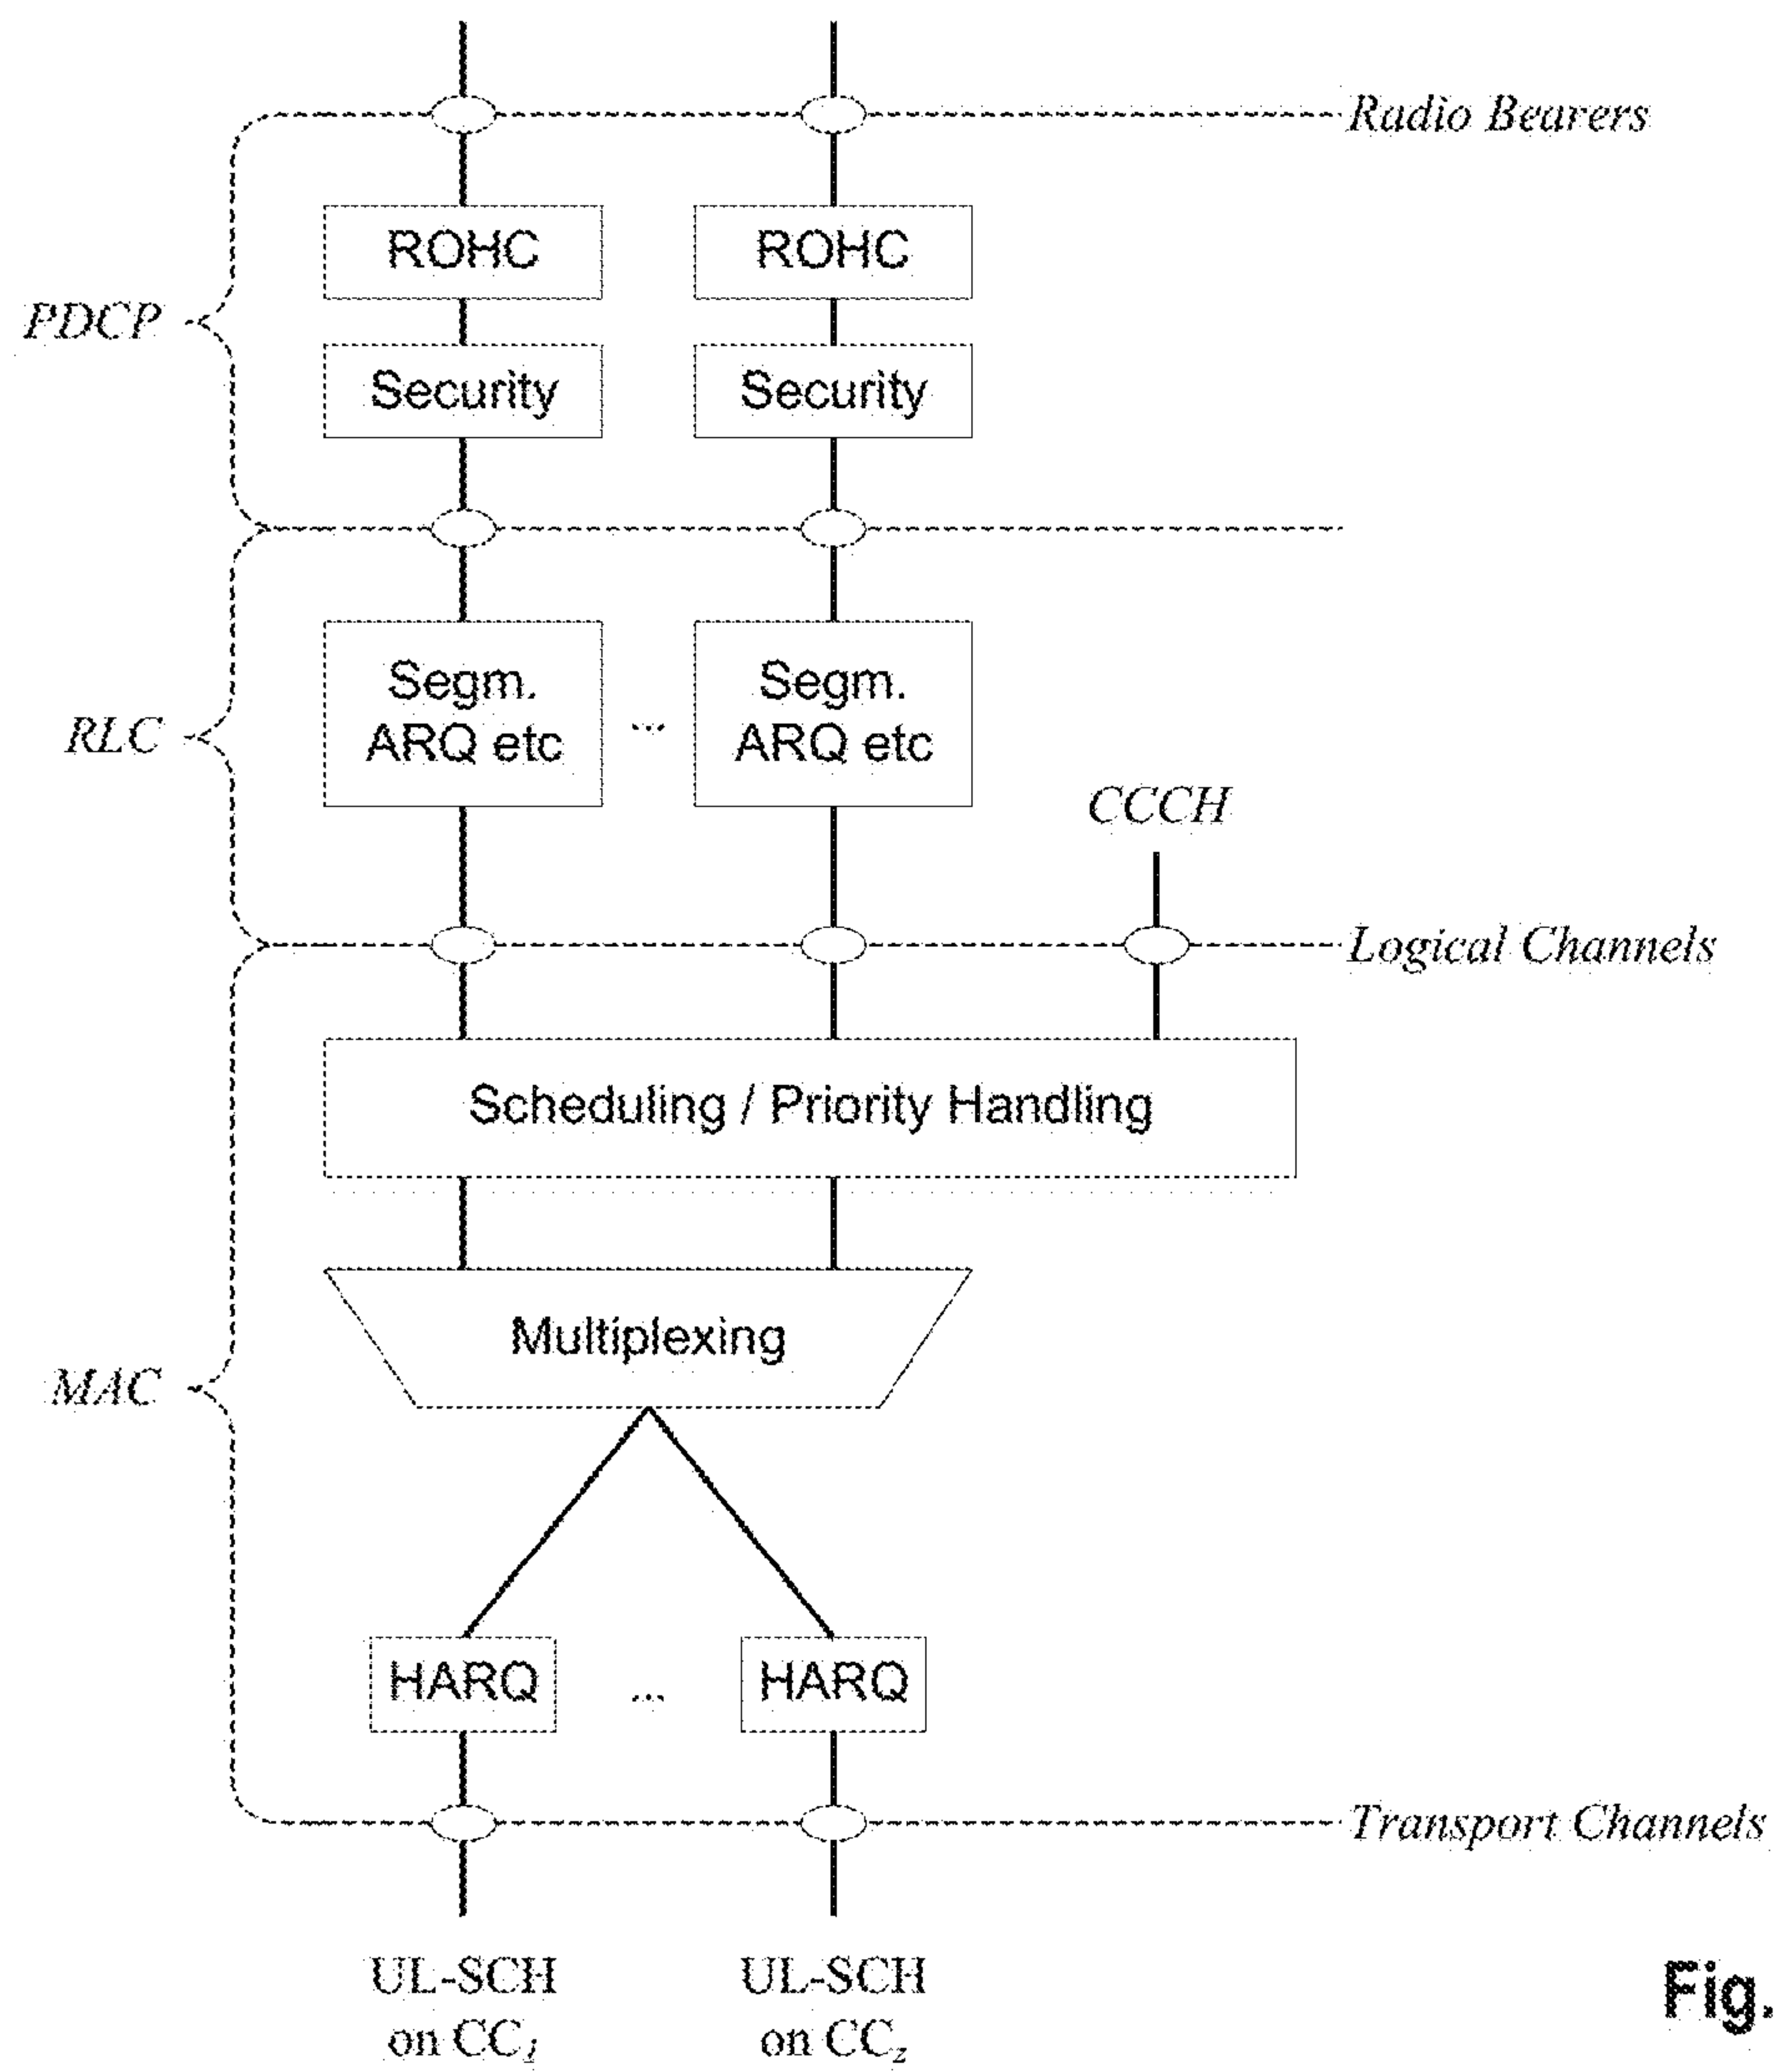 Radio Bearers
ROHC ROHC
PDCP
Security Security
Segm. Segm.
RLC
ARQ etc ... ARQ etc
CCCH
Logical Channels
Scheduling / Priority Handling
Multiplexing
MAC
HARQ ... HARQ
Transport Channels
UL-SCH UL-SCH
on CC1 on CCz
Fig.